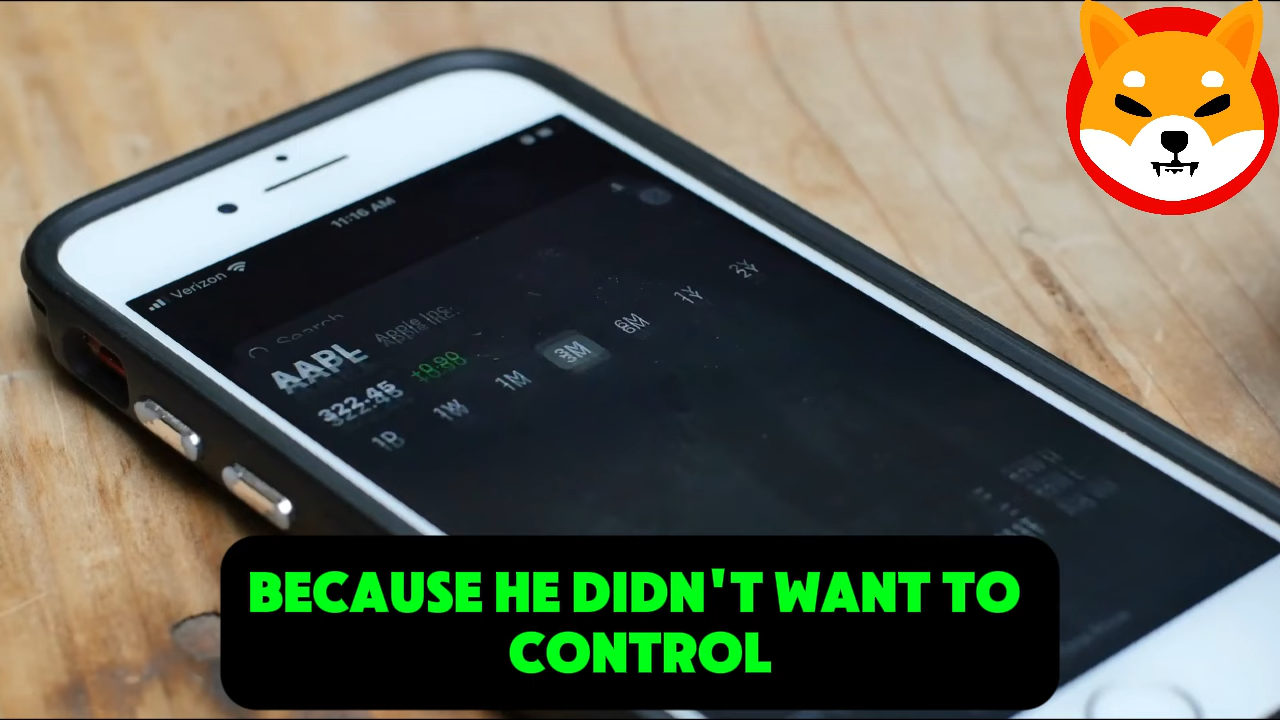 11:16 AM
Verizon
Search
AAPL Apple Inc.
322.45 +0.90
1D 1W 1M 3M 6M 1Y 2Y
BECAUSE HE DIDN'T WANT TO
CONTROL